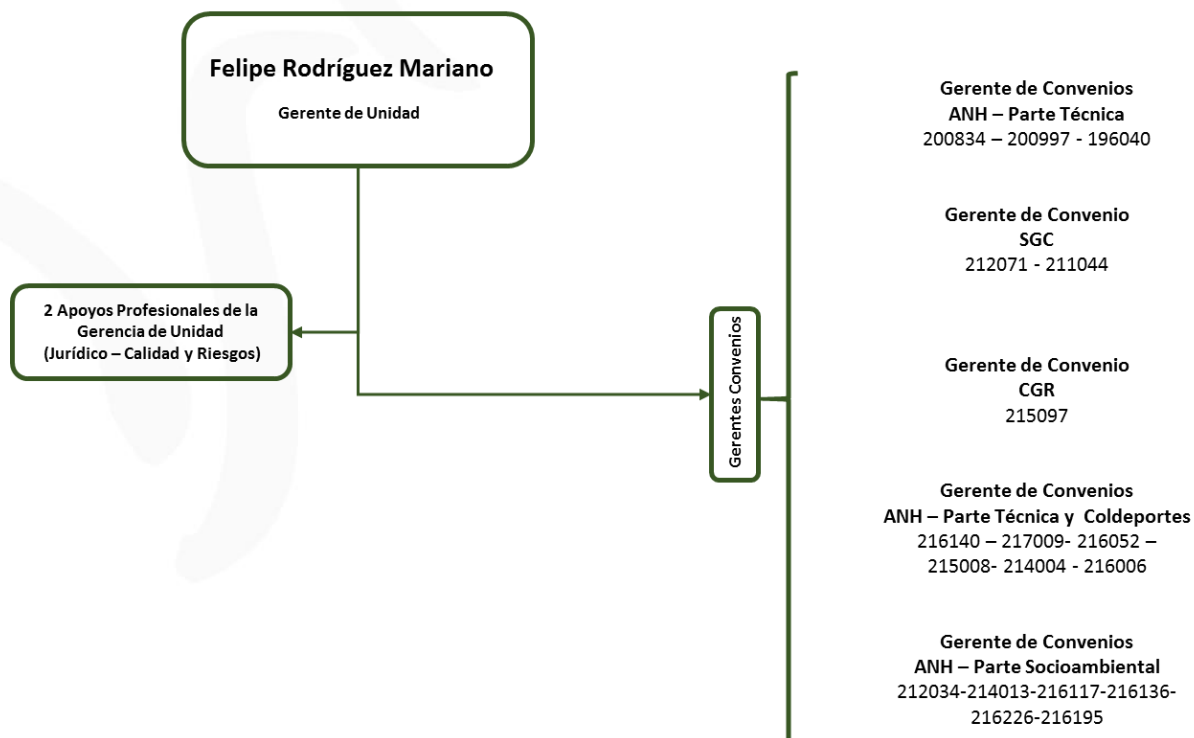 Felipe Rodríguez Mariano
Gerente de Unidad
2 Apoyos Profesionales de la
Gerencia de Unidad
(Jurídico – Calidad y Riesgos)
Gerentes Convenios
Gerente de Convenios
ANH – Parte Técnica
200834 – 200997 - 196040
Gerente de Convenio
SGC
212071 - 211044
Gerente de Convenio
CGR
215097
Gerente de Convenios
ANH – Parte Técnica y Coldeportes
216140 – 217009- 216052 –
215008- 214004 - 216006
Gerente de Convenios
ANH – Parte Socioambiental
212034-214013-216117-216136-
216226-216195